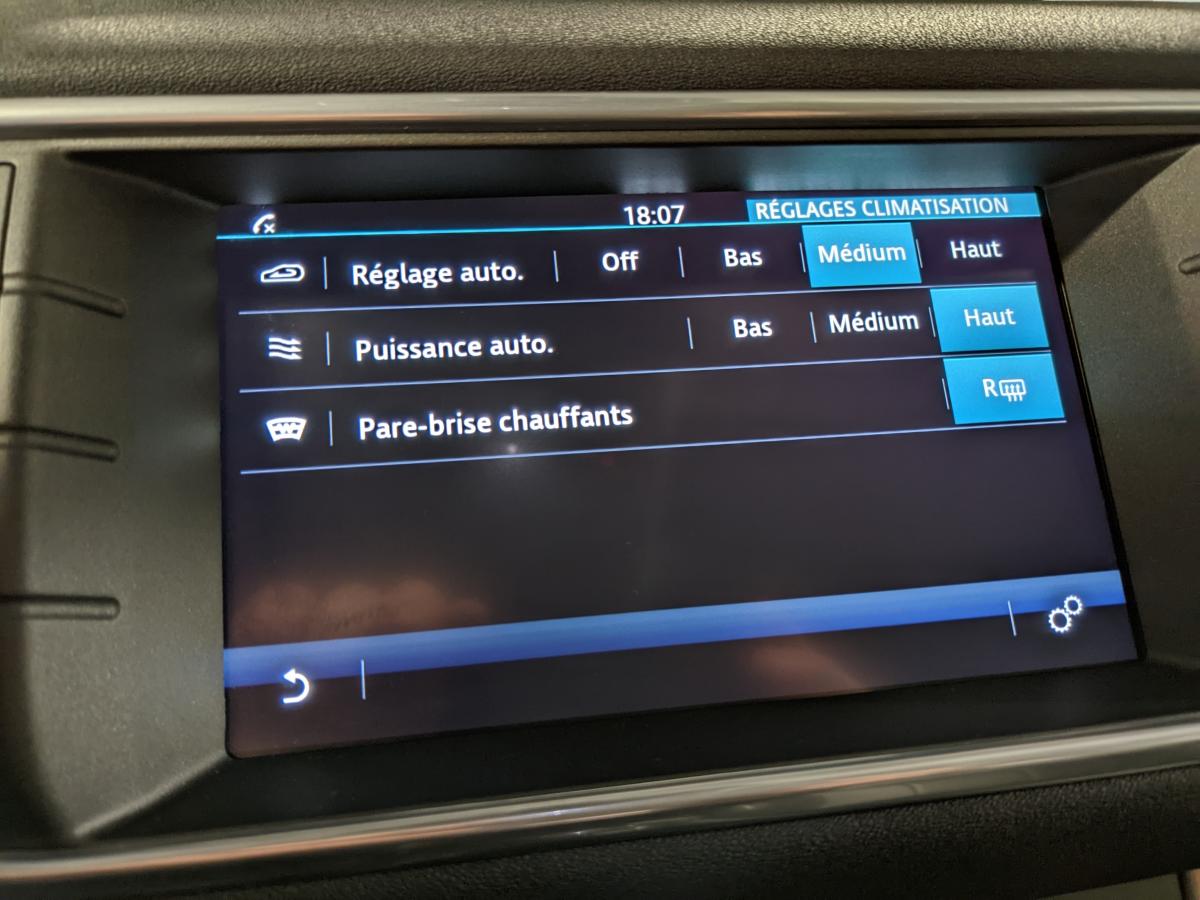 18:07 RÉGLAGES CLIMATISATION
Réglage auto. Off Bas Médium Haut
Puissance auto. Bas Médium Haut
Pare-brise chauffants R